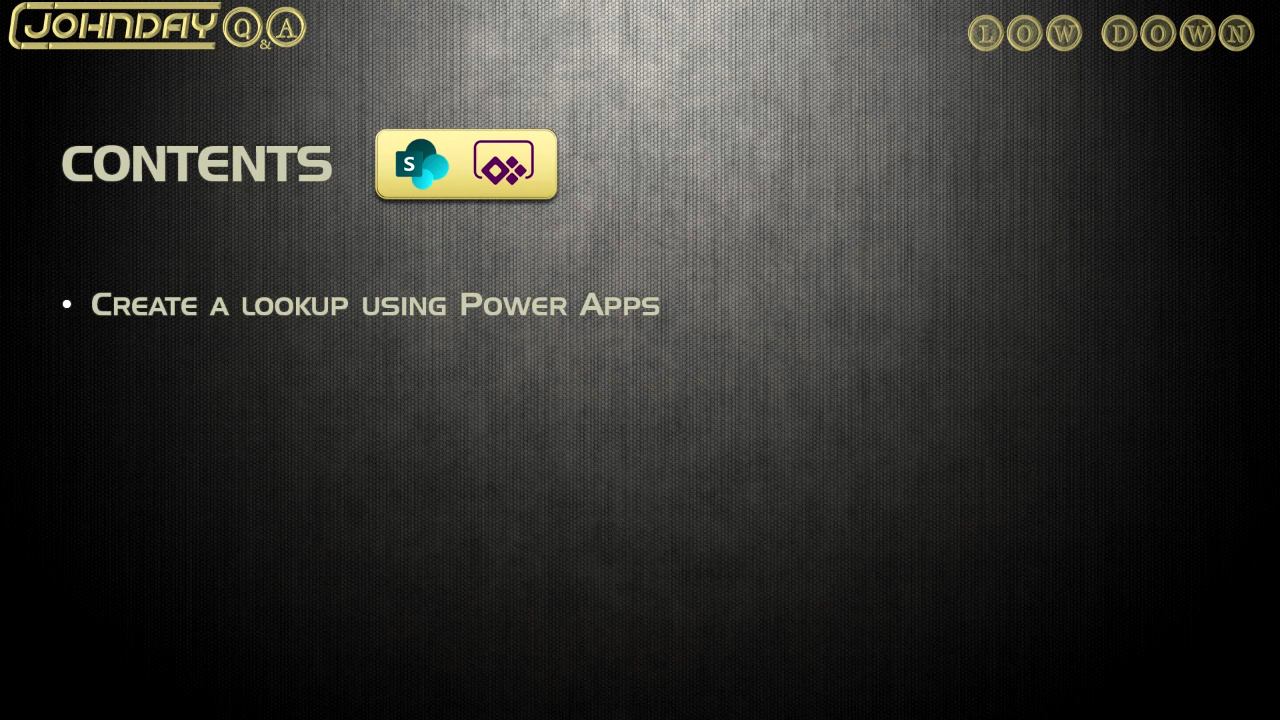 JOHNDAY Q & A
LOW DOWN
CONTENTS
S
• Create a lookup using Power Apps